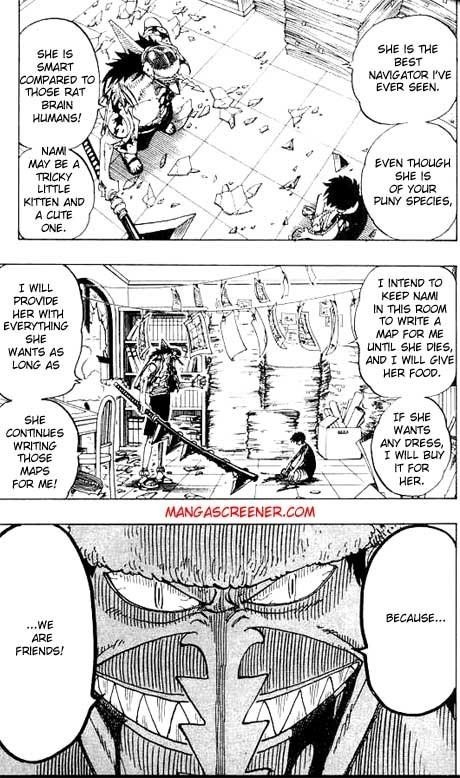 SHE IS
THE BEST
NAVIGATOR I'VE
EVER SEEN.
EVEN THOUGH
SHE IS
OF YOUR
PUNY SPECIES,
SHE IS
SMART
COMPARED TO
THOSE RAT
BRAIN
HUMANS!
NAMI
MAY BE A
TRICKY
LITTLE
KITTEN AND
A CUTE
ONE.
I INTEND TO
KEEP NAMI
IN THIS ROOM
TO WRITE A
MAP FOR ME
UNTIL SHE DIES,
AND I WILL GIVE
HER FOOD.
IF SHE
WANTS
ANY DRESS,
I WILL
BUY IT
FOR HER.
I WILL
PROVIDE
HER WITH
EVERYTHING
SHE
WANTS AS
LONG AS
SHE
CONTINUES
WRITING
THOSE
MAPS
FOR ME!
MANGASCREENER.COM
BECAUSE...
...WE
ARE
FRIENDS!